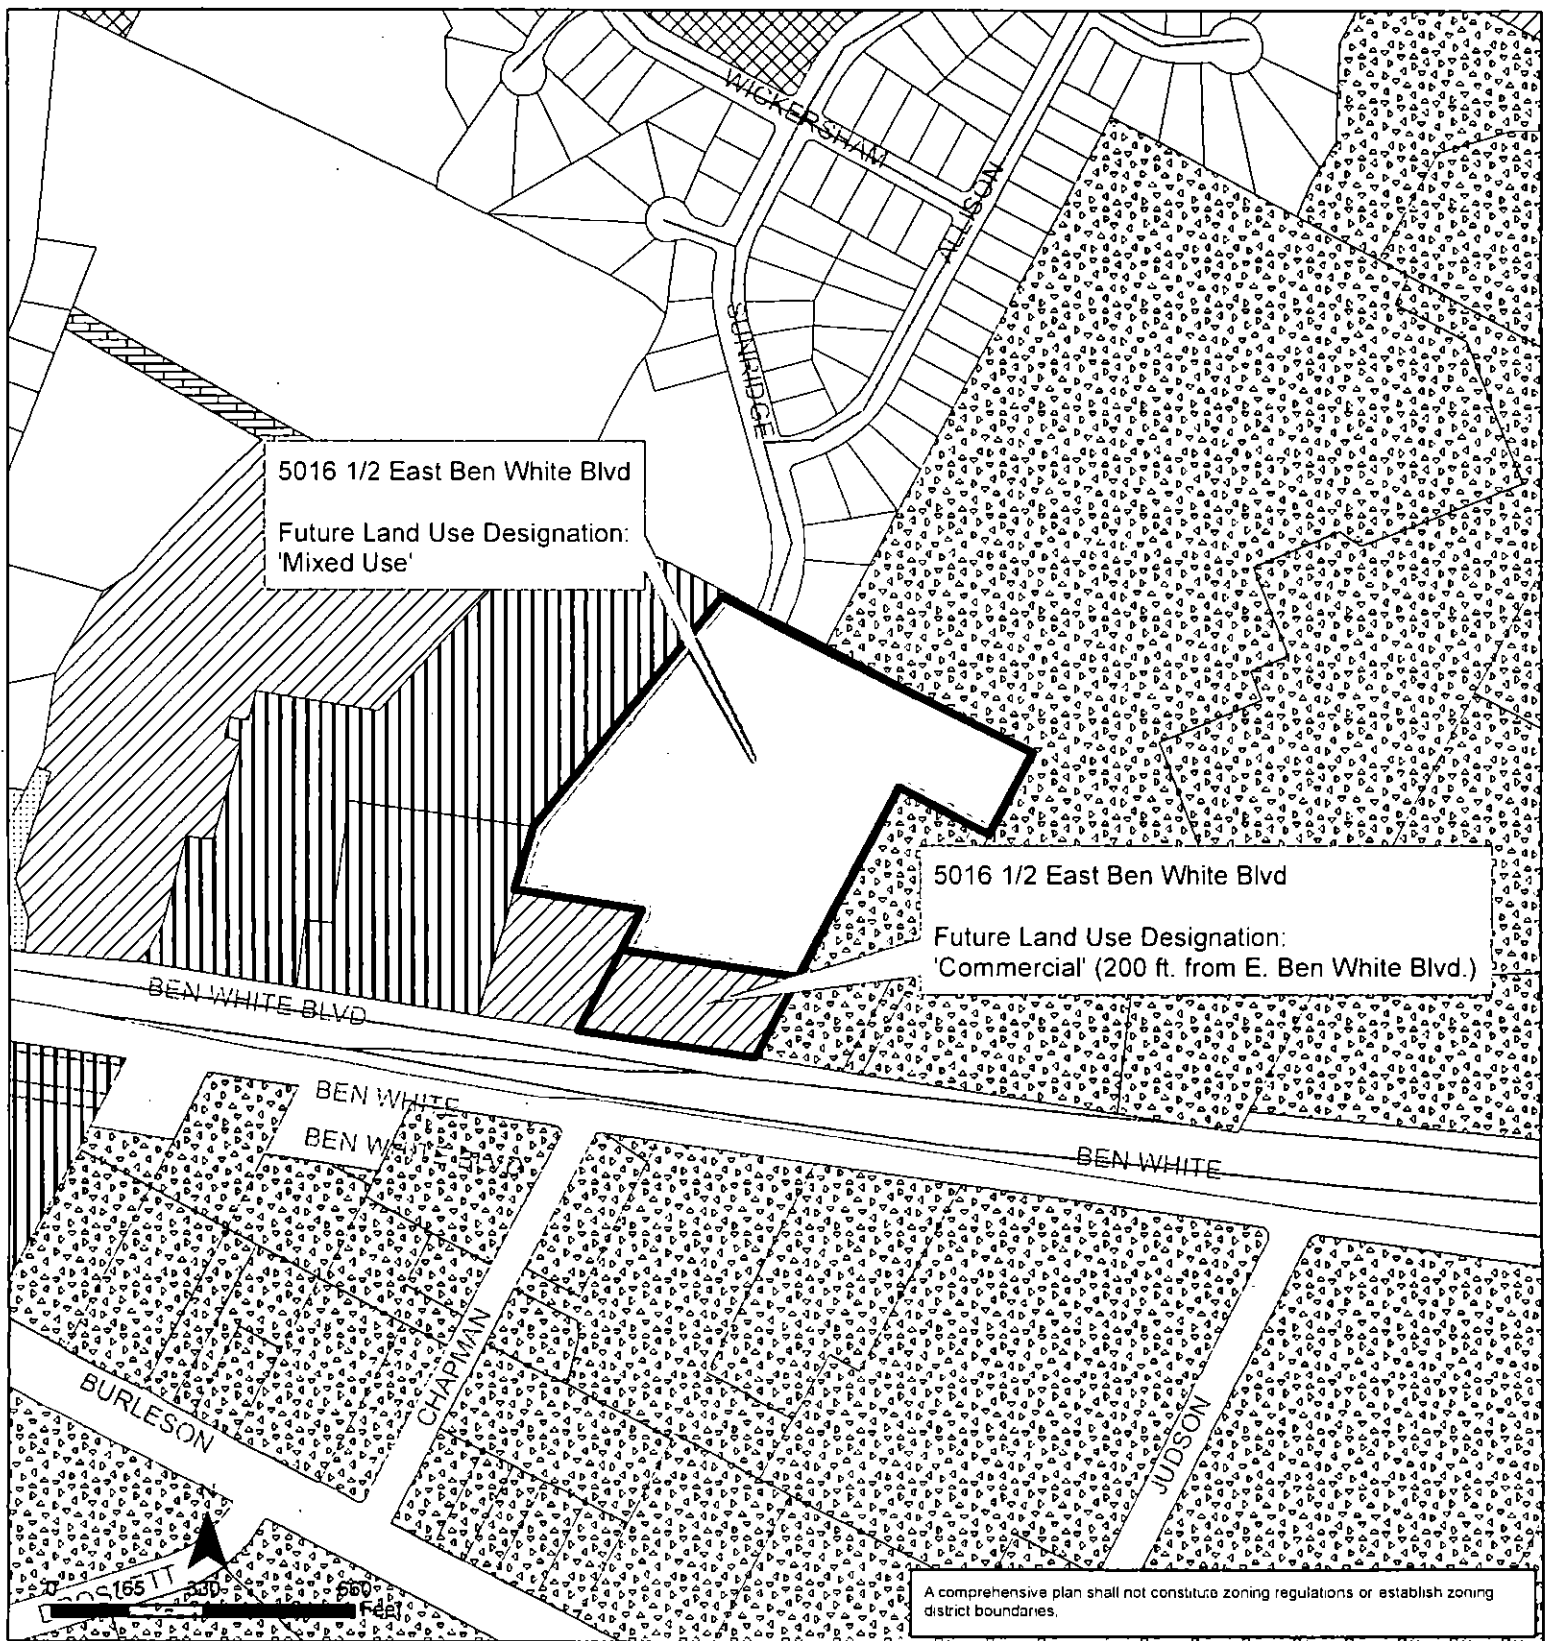 WICKERSHAM
ALLISON
SUNRIDGE
5016 1/2 East Ben White Blvd
Future Land Use Designation:
'Mixed Use'
5016 1/2 East Ben White Blvd
Future Land Use Designation:
'Commercial' (200 ft. from E. Ben White Blvd.)
BEN WHITE BLVD
BEN WHITE
BEN WHITE BLVD
BEN WHITE
CHAPMAN
BURLESON
JUDSON
0 165 330 660
Feet
A comprehensive plan shall not constitute zoning regulations or establish zoning
district boundaries.